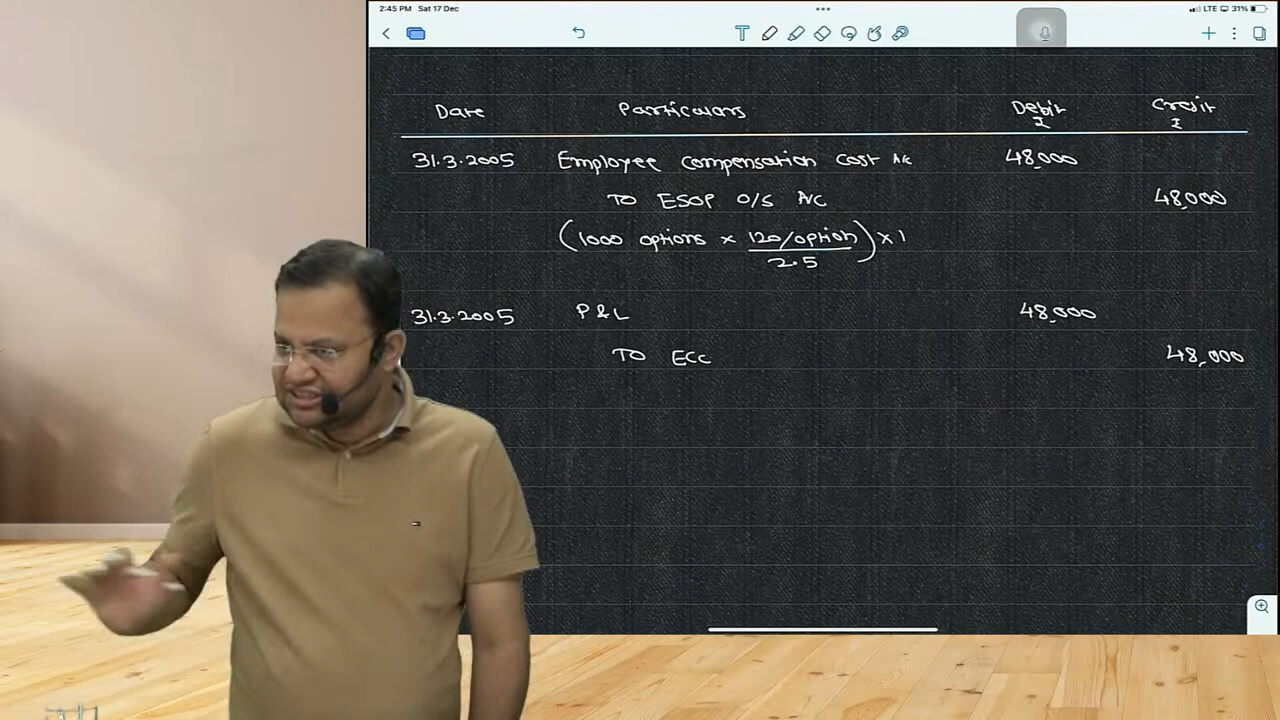 2:45 PM Sat 17 Dec
LTE 31%
Date Particulars Debit ₹ Credit ₹
31.3.2005 Employee compensation cost A/c 48,000
TO ESOP O/S A/C 48,000
(1000 options × 120/option / 2.5) × 1
31.3.2005 P&L 48,000
TO ECC 48,000